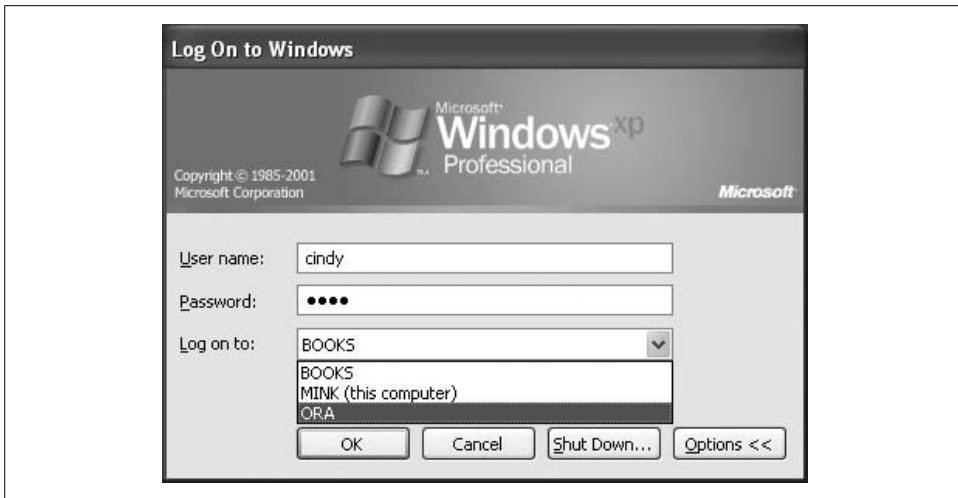 Log On to Windows
Microsoft®
Windows xp
Professional
Copyright © 1985-2001
Microsoft Corporation
Microsoft
User name: cindy
Password: ●●●●
Log on to: BOOKS
BOOKS
MINK (this computer)
ORA
OK Cancel Shut Down... Options <<